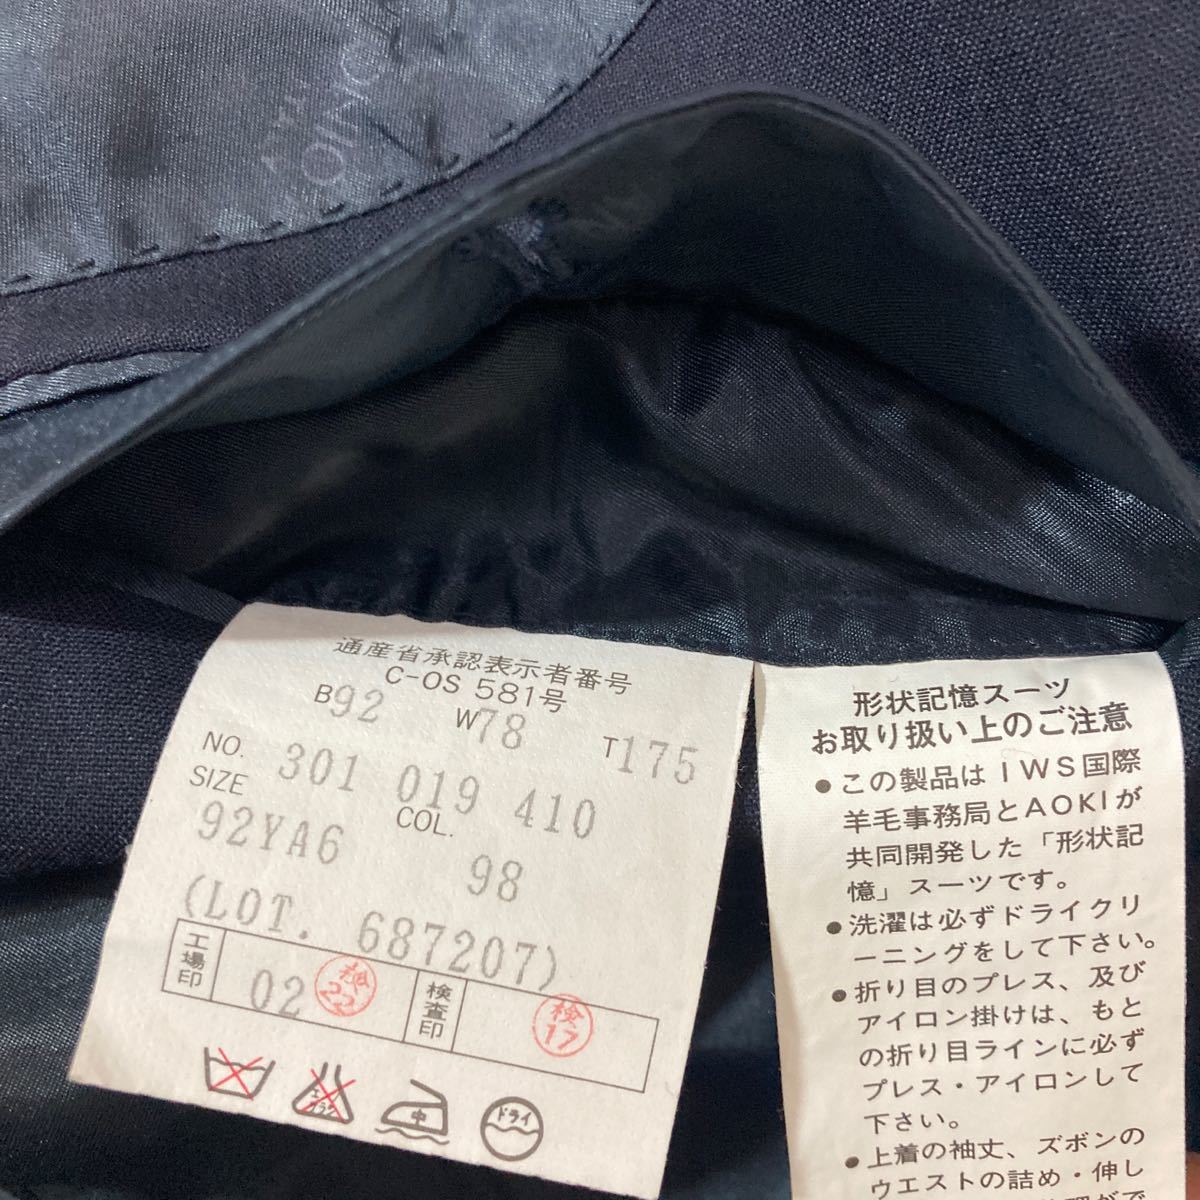 通産省承認表示者番号
C-OS 581号
B92 W78 T175
NO. 301 019 410
SIZE COL.
92YA6 98
(LOT. 687207)
工場印 02 検22 検査印 検17
エンソサラ
中
ドライ
形状記憶スーツ
お取り扱い上のご注意
●この製品はIWS国際
羊毛事務局とAOKIが
共同開発した「形状記
憶」スーツです。
●洗濯は必ずドライクリ
ーニングをして下さい。
●折り目のプレス、及び
アイロン掛けは、もと
の折り目ラインに必ず
プレス・アイロンして
下さい。
●上着の袖丈、ズボンの
ウエストの詰め・伸し